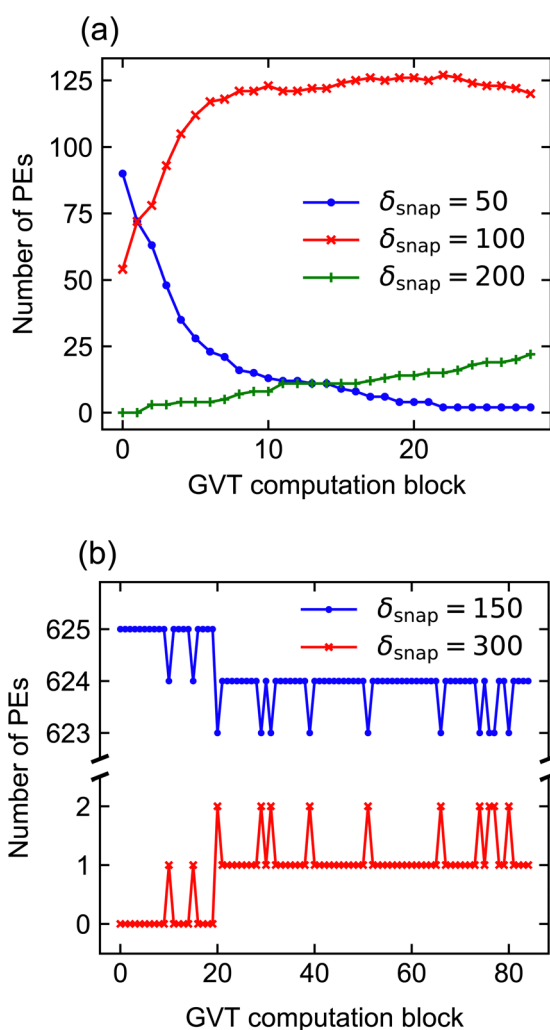 (a)
Number of PEs
125
100
75
50
25
0
δsnap = 50
δsnap = 100
δsnap = 200
0 10 20
GVT computation block
(b)
Number of PEs
625
624
623
2
1
0
δsnap = 150
δsnap = 300
0 20 40 60 80
GVT computation block